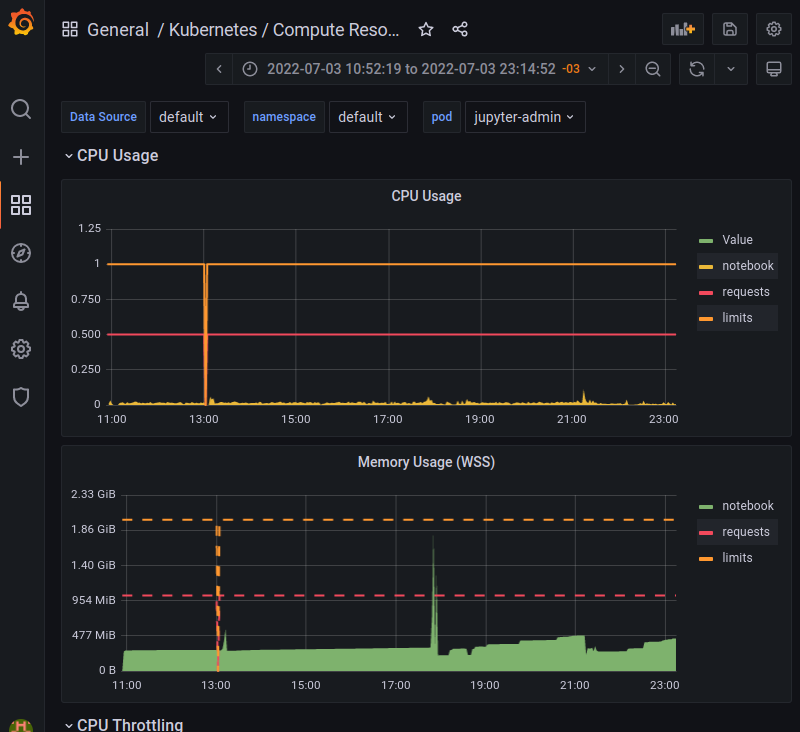 General / Kubernetes / Compute Reso...
2022-07-03 10:52:19 to 2022-07-03 23:14:52 -03
Data Source default namespace default pod jupyter-admin
CPU Usage
CPU Usage
1.25
1
0.750
0.500
0.250
0
11:00 13:00 15:00 17:00 19:00 21:00 23:00
Value
notebook
requests
limits
Memory Usage (WSS)
2.33 GiB
1.86 GiB
1.40 GiB
954 MiB
477 MiB
0 B
11:00 13:00 15:00 17:00 19:00 21:00 23:00
notebook
requests
limits
CPU Throttling